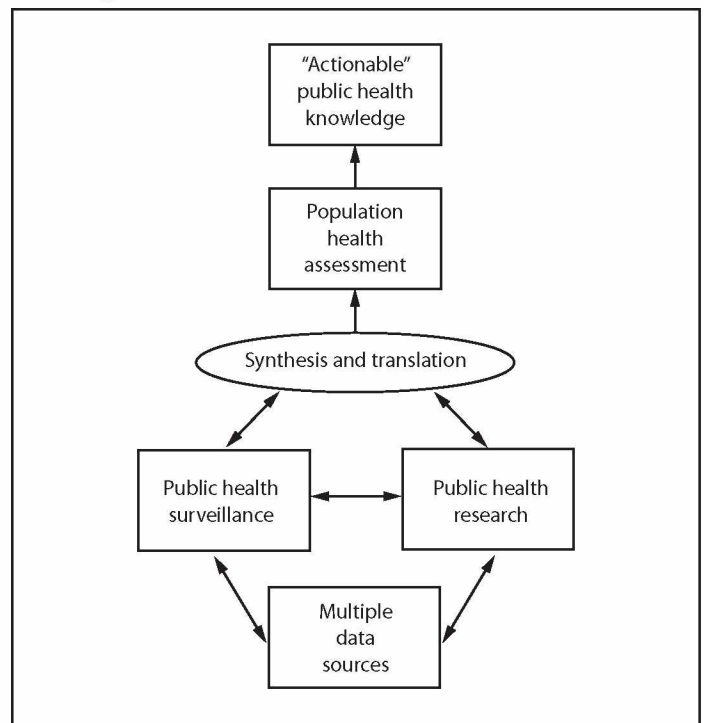 “Actionable”
public health
knowledge
Population
health
assessment
Synthesis and translation
Public health
surveillance
Public health
research
Multiple
data
sources